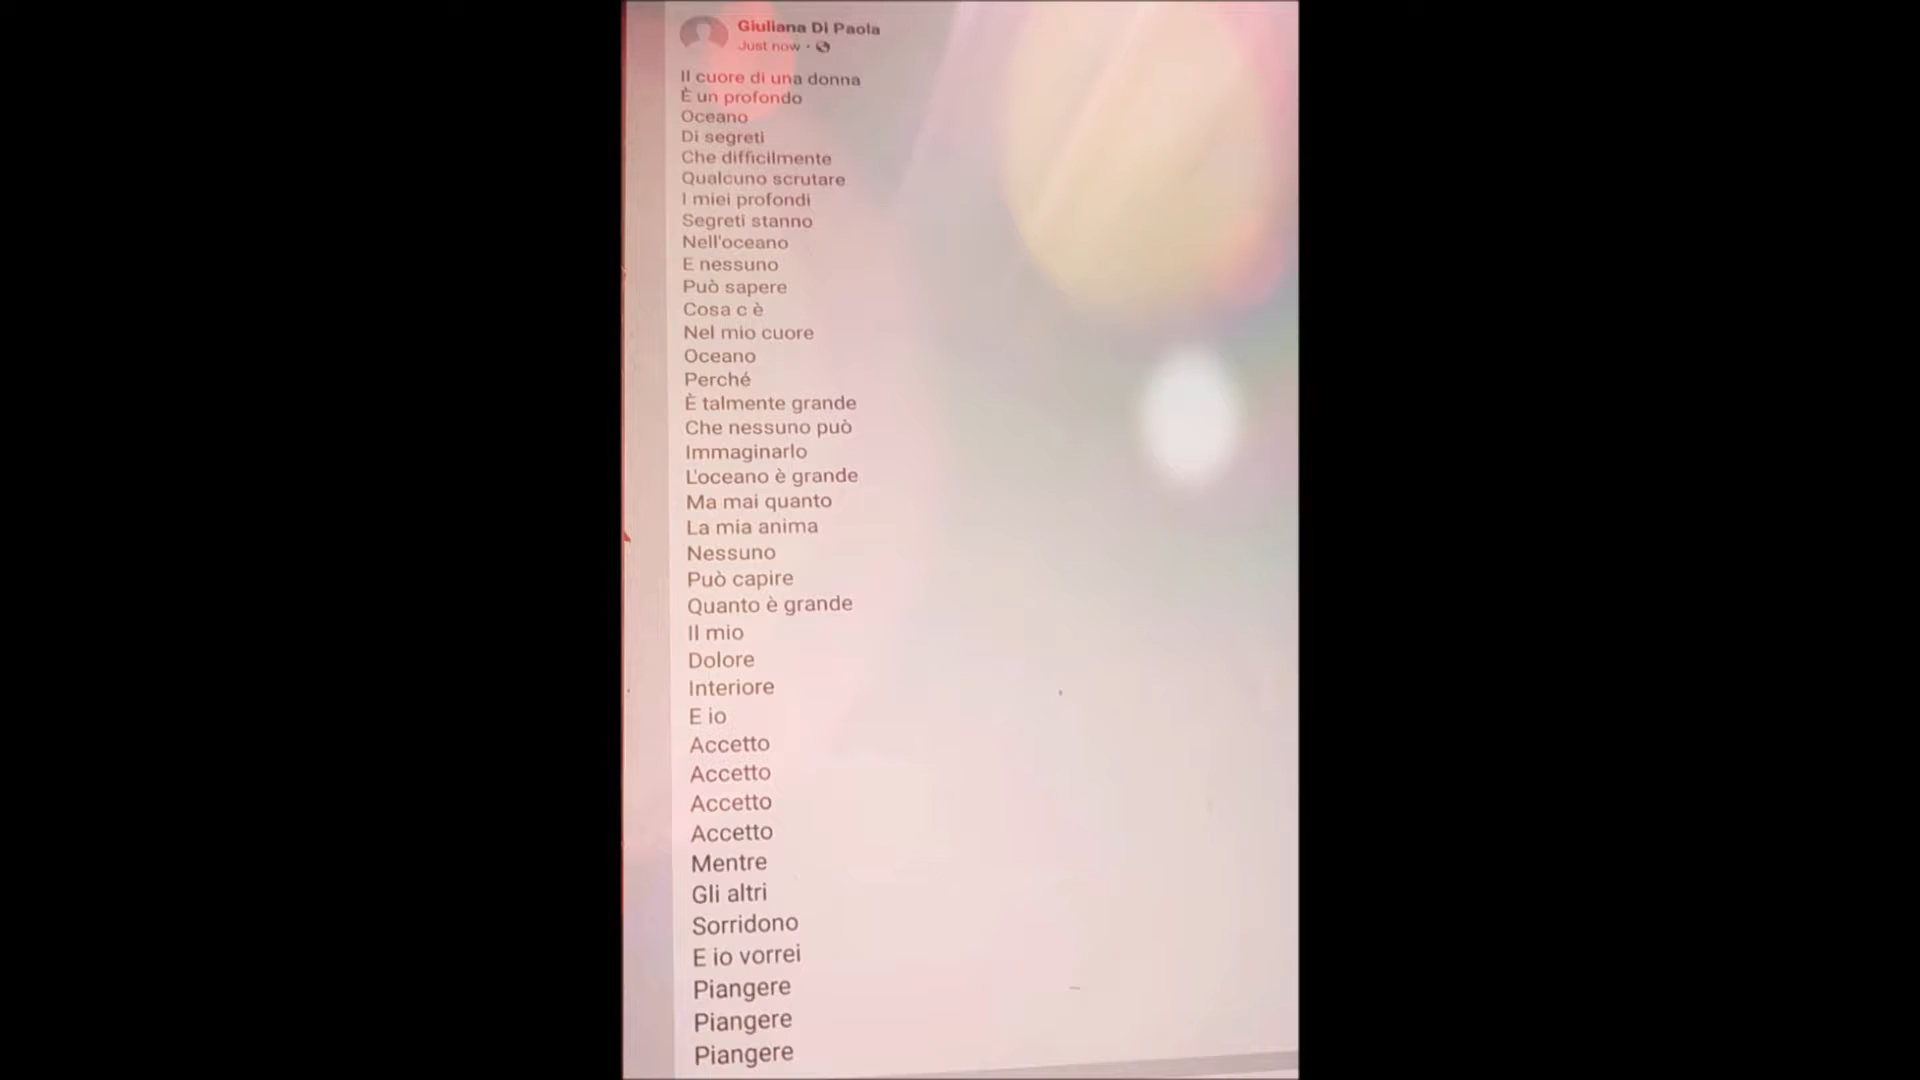 Giuliana Di Paola
Just now ·
Il cuore di una donna
È un profondo
Oceano
Di segreti
Che difficilmente
Qualcuno scrutare
I miei profondi
Segreti stanno
Nell'oceano
E nessuno
Può sapere
Cosa c è
Nel mio cuore
Oceano
Perché
È talmente grande
Che nessuno può
Immaginarlo
L'oceano è grande
Ma mai quanto
La mia anima
Nessuno
Può capire
Quanto è grande
Il mio
Dolore
Interiore
E io
Accetto
Accetto
Accetto
Accetto
Mentre
Gli altri
Sorridono
E io vorrei
Piangere
Piangere
Piangere